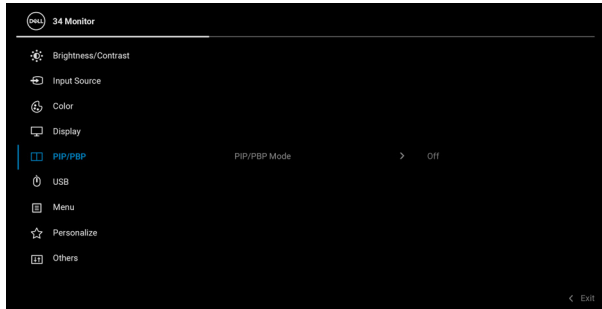 DELL 34 Monitor
Brightness/Contrast
Input Source
Color
Display
PIP/PBP PIP/PBP Mode > Off
USB
Menu
Personalize
Others
< Exit